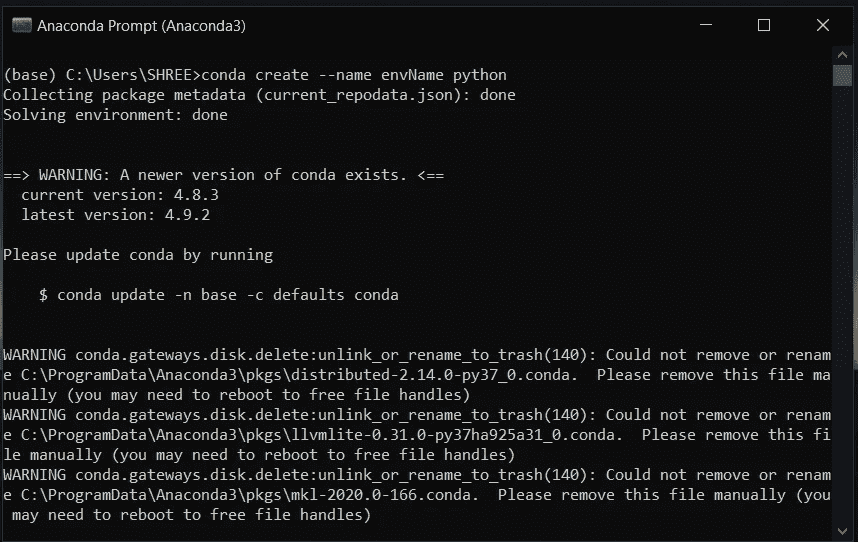 Anaconda Prompt (Anaconda3)
(base) C:\Users\SHREE>conda create --name envName python
Collecting package metadata (current_repodata.json): done
Solving environment: done
==> WARNING: A newer version of conda exists. <==
  current version: 4.8.3
  latest version: 4.9.2
Please update conda by running
    $ conda update -n base -c defaults conda
WARNING conda.gateways.disk.delete:unlink_or_rename_to_trash(140): Could not remove or renam
e C:\ProgramData\Anaconda3\pkgs\distributed-2.14.0-py37_0.conda.  Please remove this file ma
nually (you may need to reboot to free file handles)
WARNING conda.gateways.disk.delete:unlink_or_rename_to_trash(140): Could not remove or renam
e C:\ProgramData\Anaconda3\pkgs\llvmlite-0.31.0-py37ha925a31_0.conda.  Please remove this fi
le manually (you may need to reboot to free file handles)
WARNING conda.gateways.disk.delete:unlink_or_rename_to_trash(140): Could not remove or renam
e C:\ProgramData\Anaconda3\pkgs\mkl-2020.0-166.conda.  Please remove this file manually (you
 may need to reboot to free file handles)